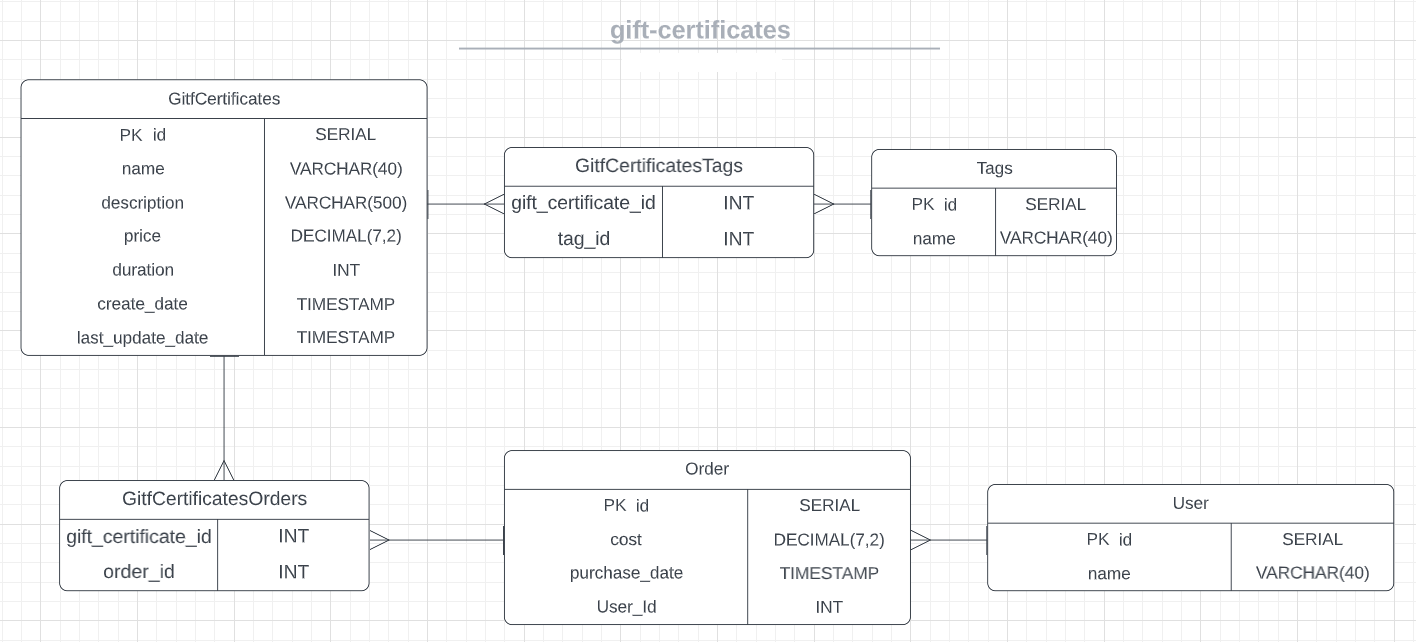 gift-certificates
GitfCertificates
PK id SERIAL
name VARCHAR(40)
description VARCHAR(500)
price DECIMAL(7,2)
duration INT
create_date TIMESTAMP
last_update_date TIMESTAMP
GitfCertificatesTags
gift_certificate_id INT
tag_id INT
Tags
PK id SERIAL
name VARCHAR(40)
GitfCertificatesOrders
gift_certificate_id INT
order_id INT
Order
PK id SERIAL
cost DECIMAL(7,2)
purchase_date TIMESTAMP
User_Id INT
User
PK id SERIAL
name VARCHAR(40)